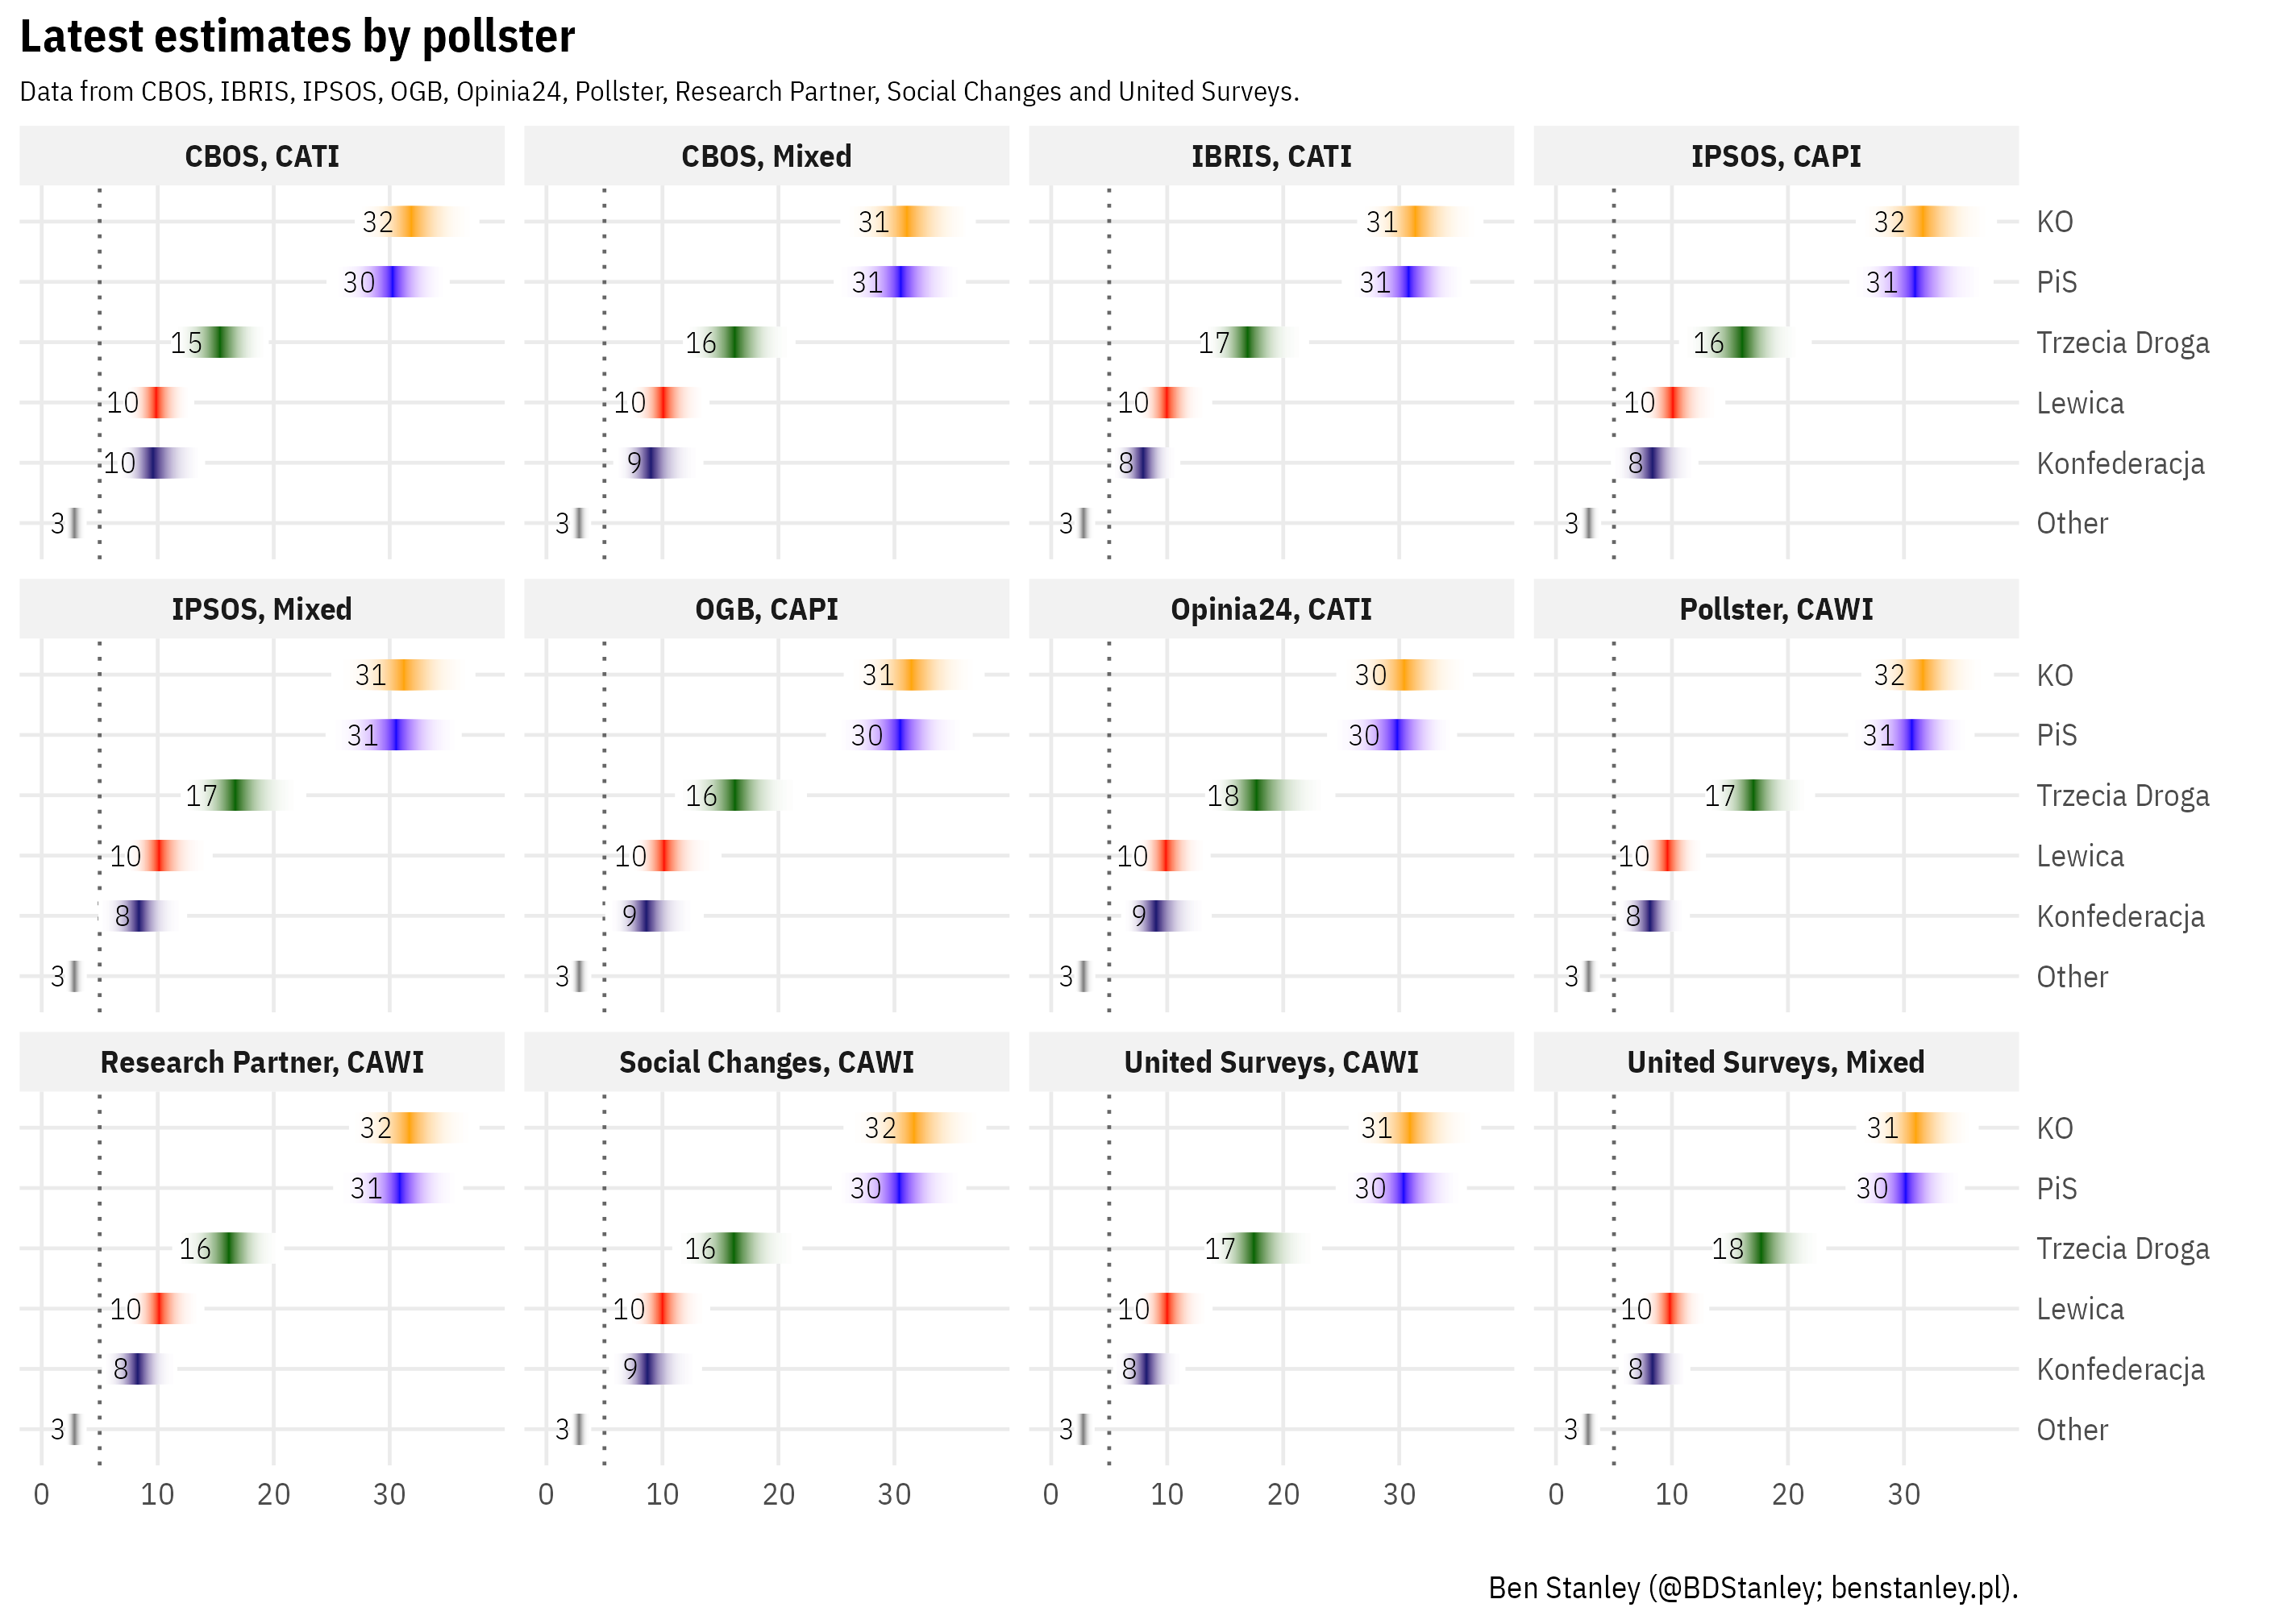 Latest estimates by pollster
Data from CBOS, IBRIS, IPSOS, OGB, Opinia24, Pollster, Research Partner, Social Changes and United Surveys.
CBOS, CATI CBOS, Mixed IBRIS, CATI IPSOS, CAPI
32 31 31 32 KO
30 31 31 31 PiS
15 16 17 16 Trzecia Droga
10 10 10 10 Lewica
10 9 8 8 Konfederacja
3 3 3 3 Other
IPSOS, Mixed OGB, CAPI Opinia24, CATI Pollster, CAWI
31 31 30 32 KO
31 30 30 31 PiS
17 16 18 17 Trzecia Droga
10 10 10 10 Lewica
8 9 9 8 Konfederacja
3 3 3 3 Other
Research Partner, CAWI Social Changes, CAWI United Surveys, CAWI United Surveys, Mixed
32 32 31 31 KO
31 30 30 30 PiS
16 16 17 18 Trzecia Droga
10 10 10 10 Lewica
8 9 8 8 Konfederacja
3 3 3 3 Other
0 10 20 30 0 10 20 30 0 10 20 30 0 10 20 30
Ben Stanley (@BDStanley; benstanley.pl).